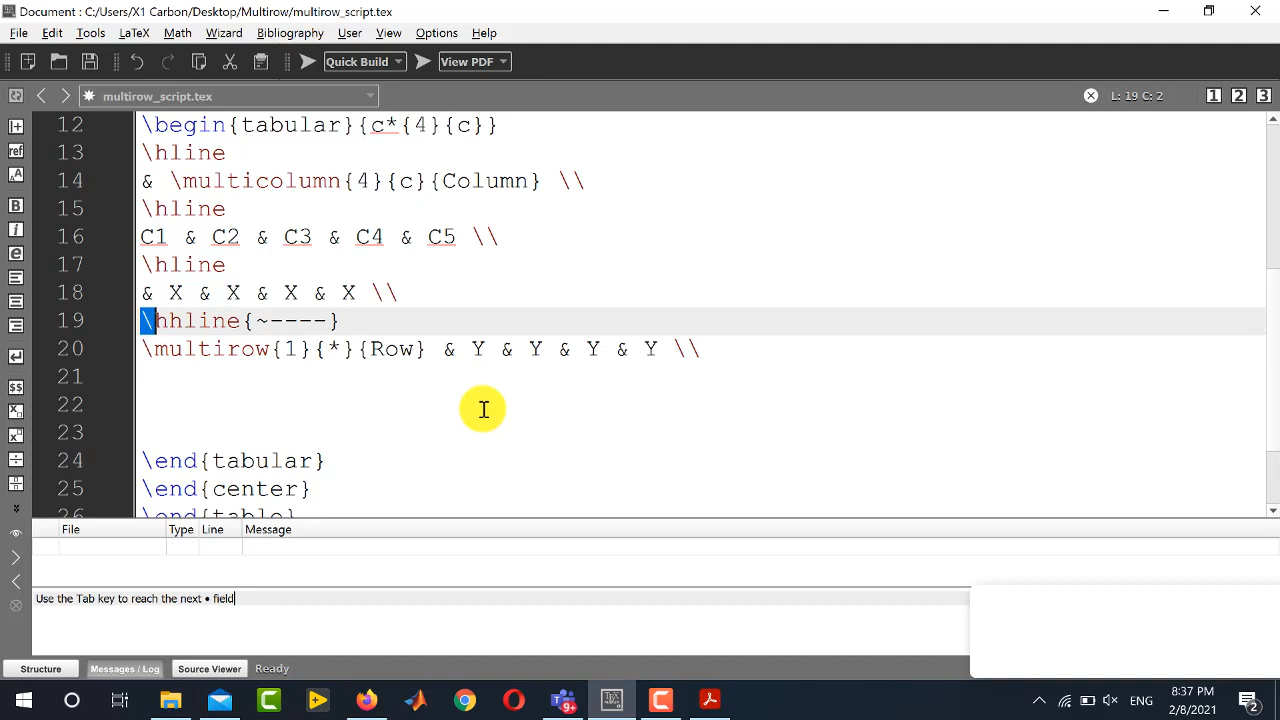 Document : C:/Users/X1 Carbon/Desktop/Multirow/multirow_script.tex
File Edit Tools LaTeX Math Wizard Bibliography User View Options Help
Quick Build View PDF
multirow_script.tex L: 19 C: 2 1 2 3
12 \begin{tabular}{c*{4}{c}}
13 \hline
14 & \multicolumn{4}{c}{Column} \\
15 \hline
16 C1 & C2 & C3 & C4 & C5 \\
17 \hline
18 & X & X & X & X \\
19 \hhline{~----}
20 \multirow{1}{*}{Row} & Y & Y & Y & Y \\
21
22
23
24 \end{tabular}
25 \end{center}
26 \end{table}
File Type Line Message
Use the Tab key to reach the next • field
Structure Messages / Log Source Viewer Ready
ENG 8:37 PM
2/8/2021